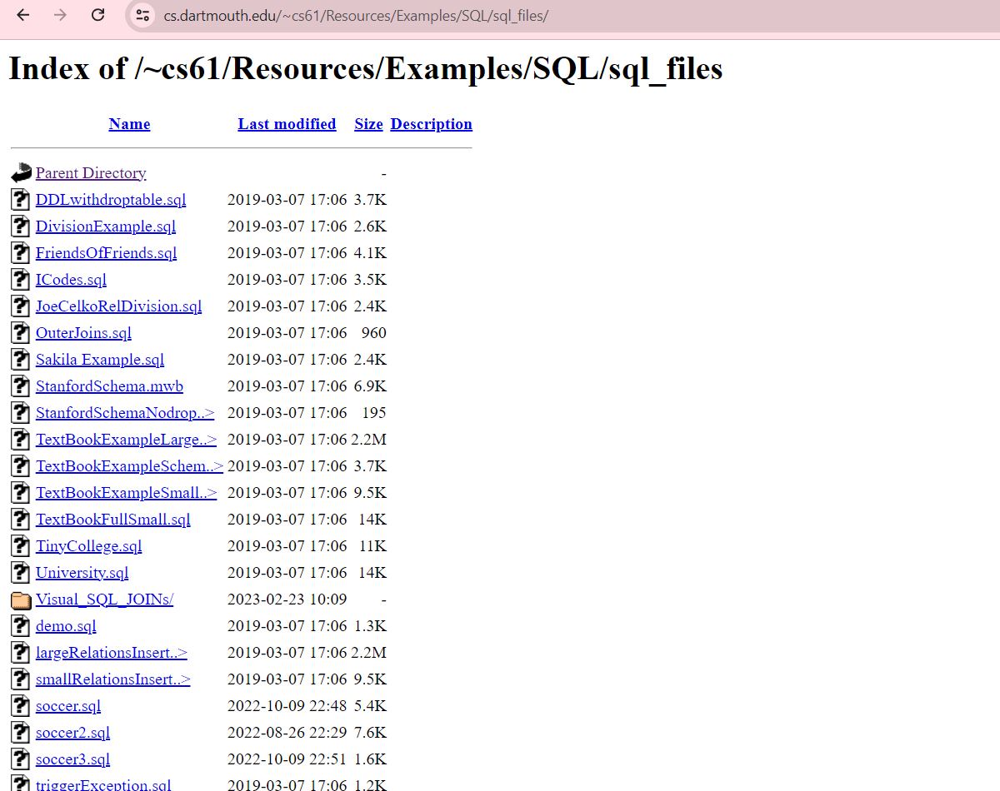 cs.dartmouth.edu/~cs61/Resources/Examples/SQL/sql_files/
Index of /~cs61/Resources/Examples/SQL/sql_files
Name Last modified Size Description
Parent Directory -
DDLwithdroptable.sql 2019-03-07 17:06 3.7K
DivisionExample.sql 2019-03-07 17:06 2.6K
FriendsOfFriends.sql 2019-03-07 17:06 4.1K
ICodes.sql 2019-03-07 17:06 3.5K
JoeCelkoRelDivision.sql 2019-03-07 17:06 2.4K
OuterJoins.sql 2019-03-07 17:06 960
Sakila Example.sql 2019-03-07 17:06 2.4K
StanfordSchema.mwb 2019-03-07 17:06 6.9K
StanfordSchemaNodrop..> 2019-03-07 17:06 195
TextBookExampleLarge..> 2019-03-07 17:06 2.2M
TextBookExampleSchem..> 2019-03-07 17:06 3.7K
TextBookExampleSmall..> 2019-03-07 17:06 9.5K
TextBookFullSmall.sql 2019-03-07 17:06 14K
TinyCollege.sql 2019-03-07 17:06 11K
University.sql 2019-03-07 17:06 14K
Visual_SQL_JOINs/ 2023-02-23 10:09 -
demo.sql 2019-03-07 17:06 1.3K
largeRelationsInsert..> 2019-03-07 17:06 2.2M
smallRelationsInsert..> 2019-03-07 17:06 9.5K
soccer.sql 2022-10-09 22:48 5.4K
soccer2.sql 2022-08-26 22:29 7.6K
soccer3.sql 2022-10-09 22:51 1.6K
triggerException.sql 2019-03-07 17:06 1.2K